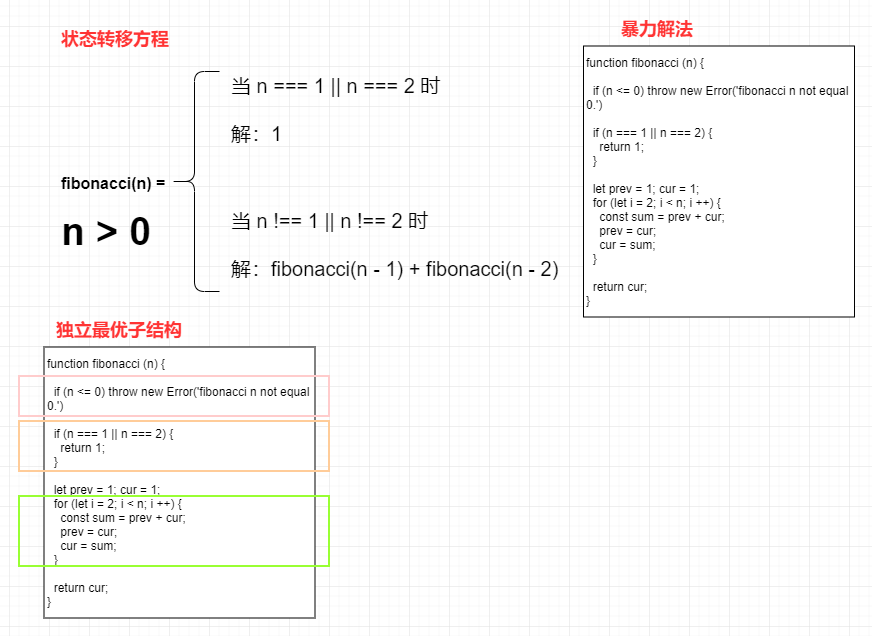 状态转移方程
当 n === 1 || n === 2 时
解：1
fibonacci(n) =
n > 0
当 n !== 1 || n !== 2 时
解：fibonacci(n - 1) + fibonacci(n - 2)
暴力解法
function fibonacci (n) {
if (n <= 0) throw new Error('fibonacci n not equal
0.')
if (n === 1 || n === 2) {
return 1;
}
let prev = 1; cur = 1;
for (let i = 2; i < n; i ++) {
const sum = prev + cur;
prev = cur;
cur = sum;
}
return cur;
}
独立最优子结构
function fibonacci (n) {
if (n <= 0) throw new Error('fibonacci n not equal
0.')
if (n === 1 || n === 2) {
return 1;
}
let prev = 1; cur = 1;
for (let i = 2; i < n; i ++) {
const sum = prev + cur;
prev = cur;
cur = sum;
}
return cur;
}